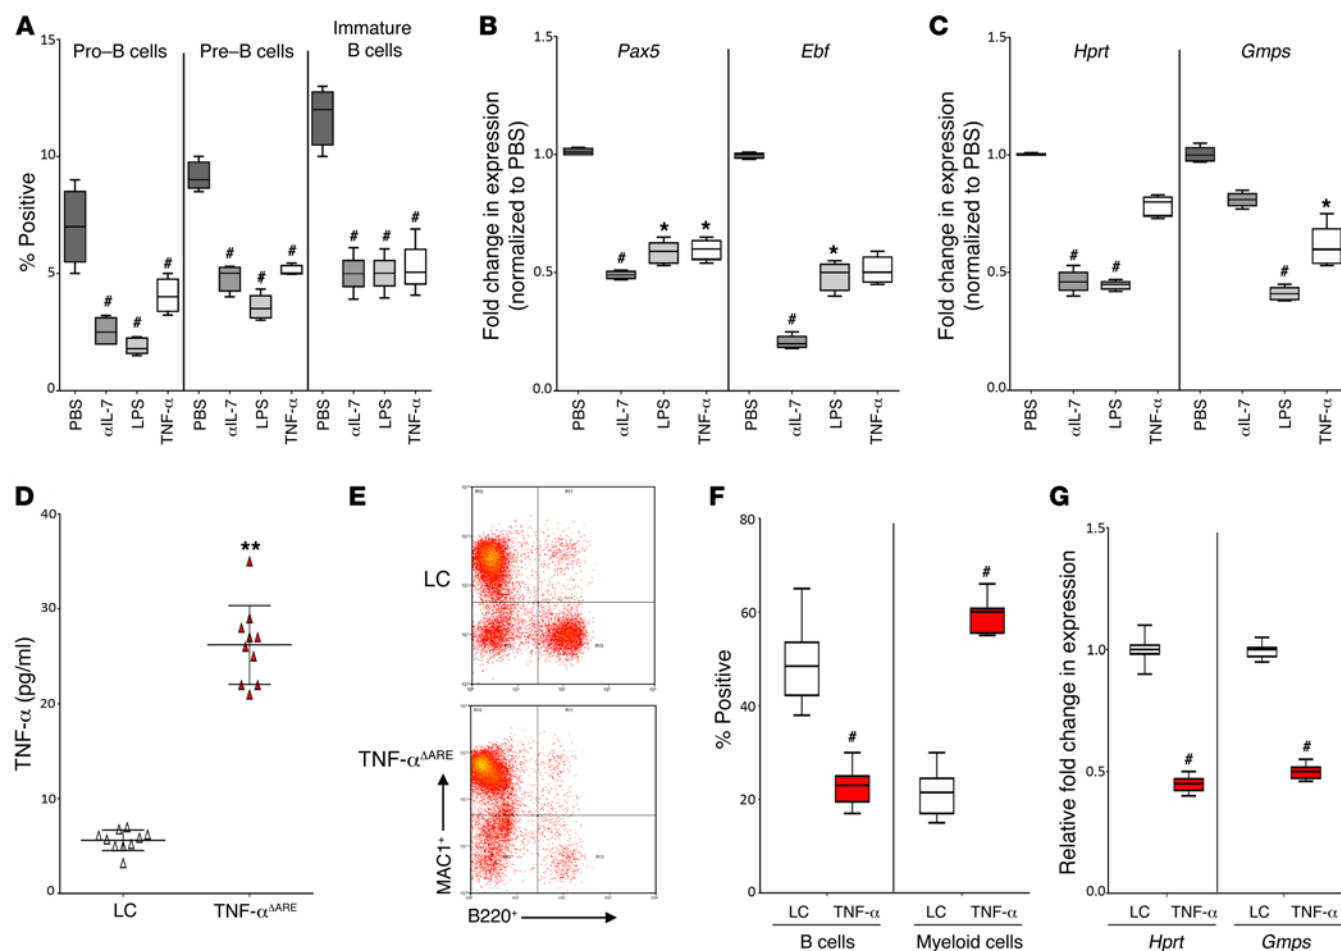 A
% Positive
15
10
5
0
Pro–B cells
Pre–B cells
Immature
B cells
#
#
#
#
#
#
#
#
#
PBS
αIL-7
LPS
TNF-α
PBS
αIL-7
LPS
TNF-α
PBS
αIL-7
LPS
TNF-α
B
Fold change in expression
(normalized to PBS)
1.5
1.0
0.5
0.0
Pax5
Ebf
#
*
*
#
*
PBS
αIL-7
LPS
TNF-α
PBS
αIL-7
LPS
TNF-α
C
Fold change in expression
(normalized to PBS)
1.5
1.0
0.5
0.0
Hprt
Gmps
#
#
#
*
PBS
αIL-7
LPS
TNF-α
PBS
αIL-7
LPS
TNF-α
D
TNF-α (pg/ml)
40
30
20
10
0
**
LC
TNF-αΔARE
E
LC
TNF-αΔARE
MAC1+
B220+
F
% Positive
80
60
40
20
0
#
#
LC TNF-α LC TNF-α
B cells Myeloid cells
G
Relative fold change in expression
1.5
1.0
0.5
0.0
#
#
LC TNF-α LC TNF-α
Hprt Gmps